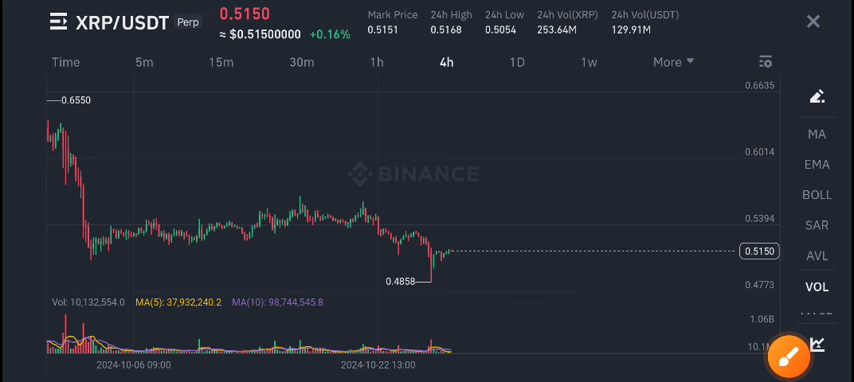 XRP/USDT Perp
0.5150
≈ $0.51500000 +0.16%
Mark Price
0.5151
24h High
0.5168
24h Low
0.5054
24h Vol(XRP)
253.64M
24h Vol(USDT)
129.91M
Time 5m 15m 30m 1h 4h 1D 1w More
0.6635
0.6550
0.6014
BINANCE
0.5394
0.5150
0.4858
0.4773
Vol: 10,132,554.0 MA(5): 37,932,240.2 MA(10): 98,744,545.8
1.06B
10.1M
2024-10-06 09:00 2024-10-22 13:00
MA
EMA
BOLL
SAR
AVL
VOL